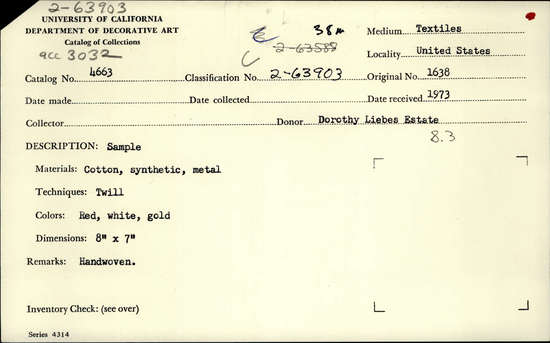 2-63903
UNIVERSITY OF CALIFORNIA
DEPARTMENT OF DECORATIVE ART
Catalog of Collections
acc 3032
38
2-63589
Medium Textiles
Locality United States
Catalog No. 4663 Classification No. 2-63903 Original No. 1638
Date made Date collected Date received 1973
Collector Donor Dorothy Liebes Estate
8.3
DESCRIPTION: Sample
Materials: Cotton, synthetic, metal
Techniques: Twill
Colors: Red, white, gold
Dimensions: 8" x 7"
Remarks: Handwoven.
Inventory Check: (see over)
Series 4314